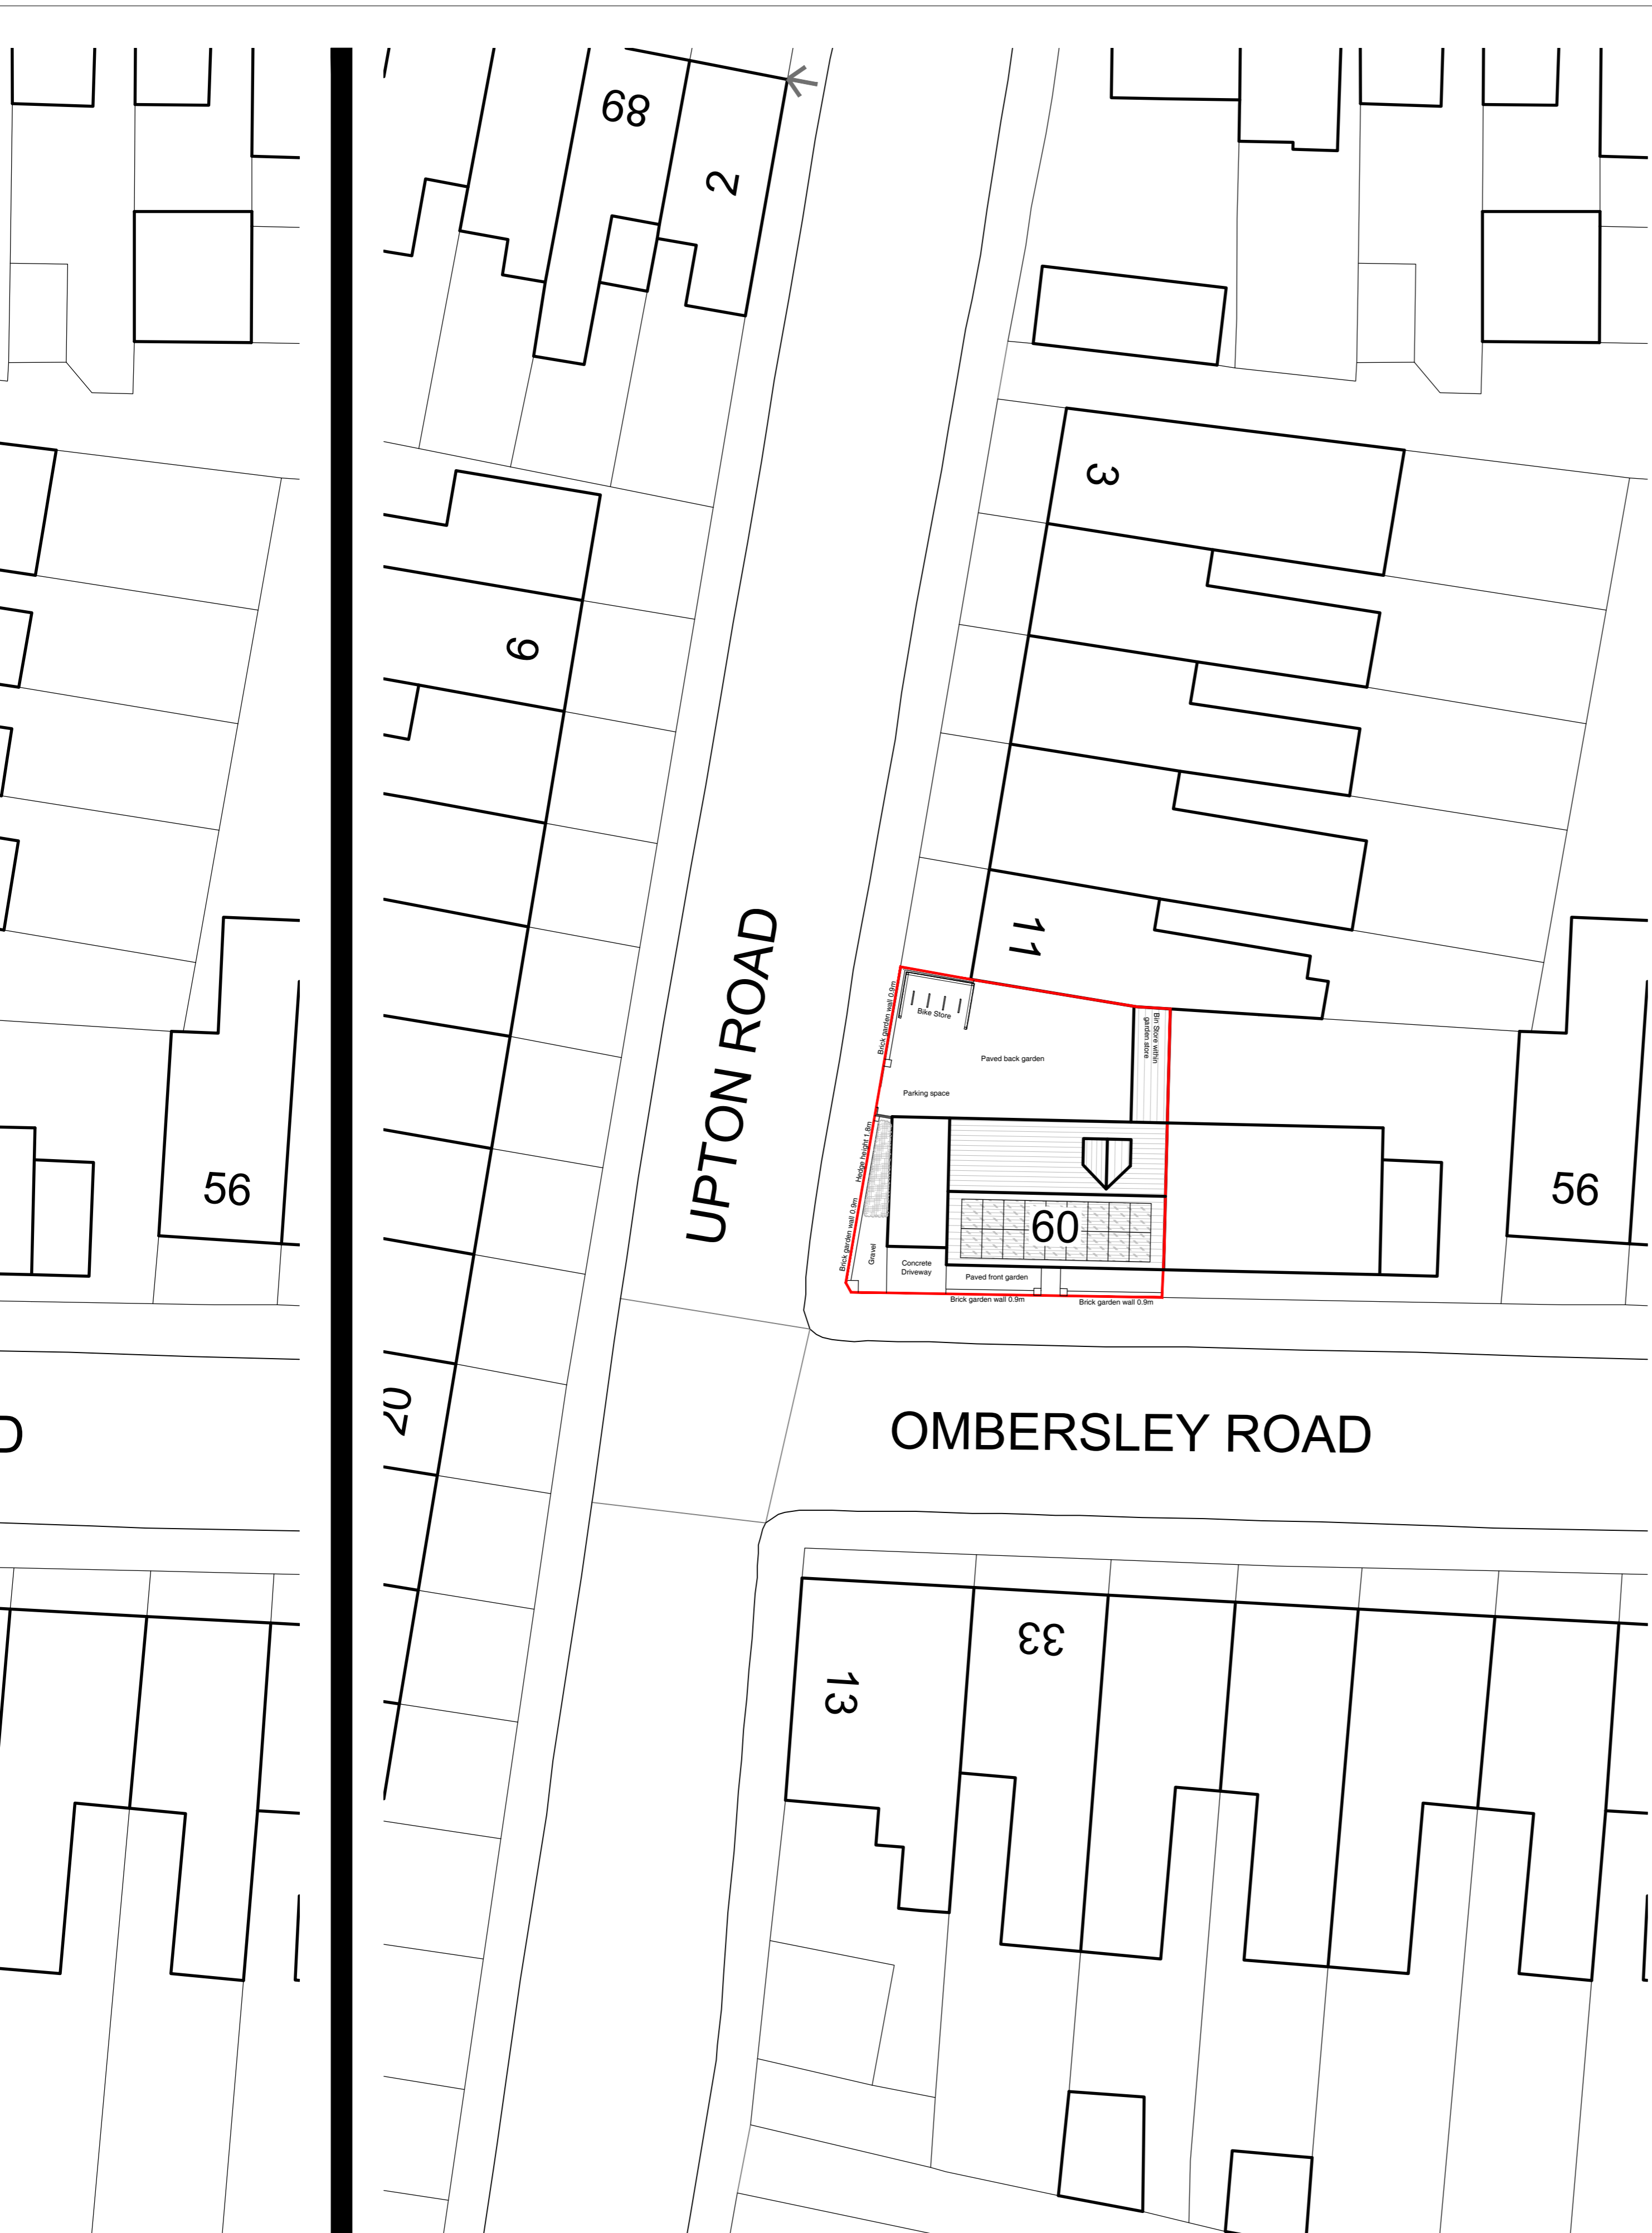 68
2
3
9
11
Brick garden wall 0.9m
Bike Store
Bin Store within
garden store
Paved back garden
Parking space
UPTON ROAD
Hedge height 1.8m
56
60
56
Brick garden wall 0.9m
Gravel
Concrete
Driveway
Paved front garden
Brick garden wall 0.9m
Brick garden wall 0.9m
20
D
OMBERSLEY ROAD
33
13